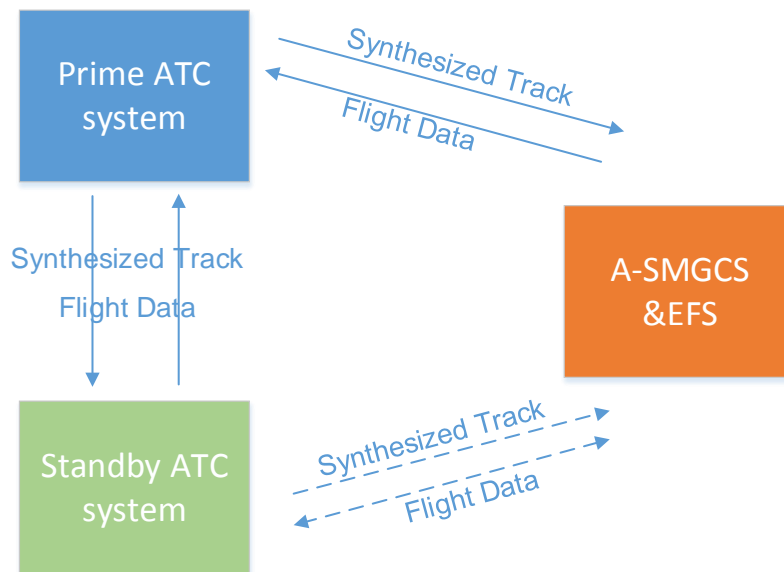 Prime ATC
system
Synthesized Track
Flight Data
Synthesized Track
Flight Data
A-SMGCS
&EFS
Standby ATC
system
Synthesized Track
Flight Data